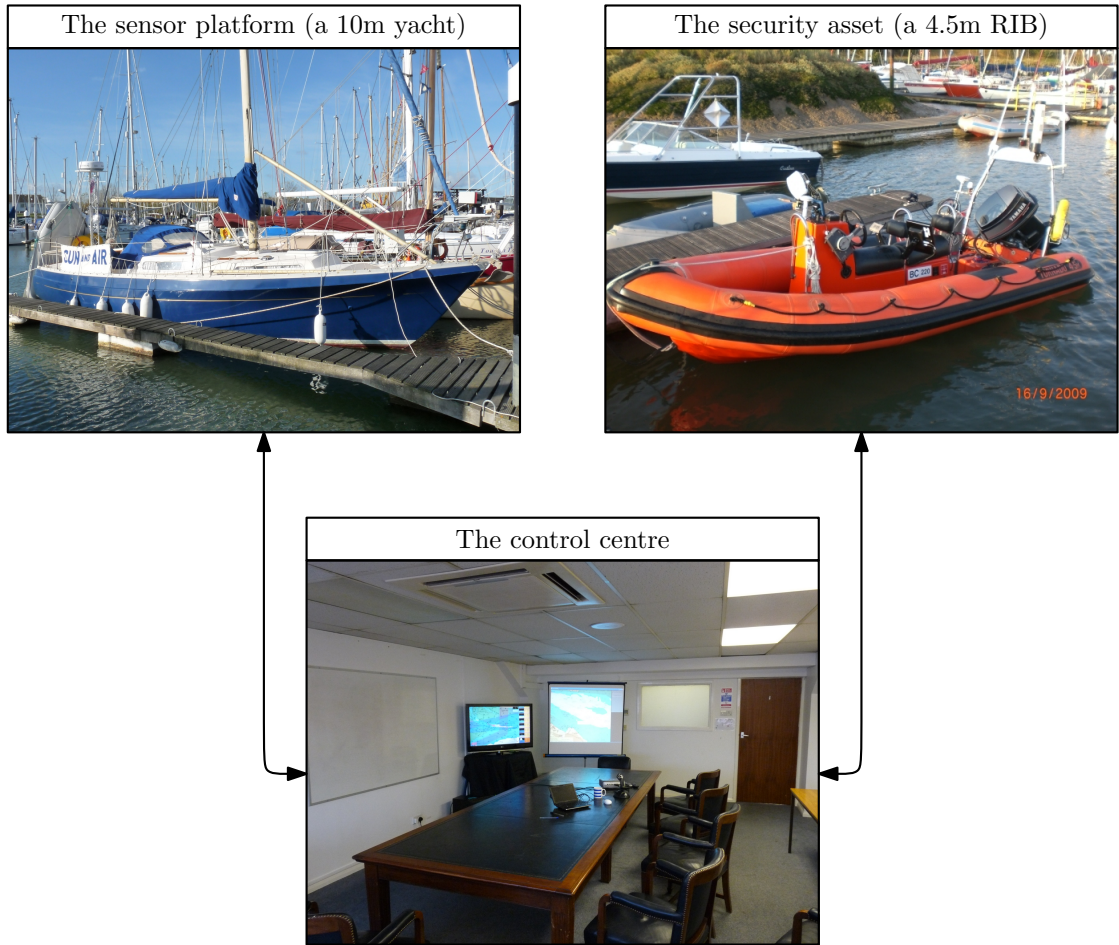 The sensor platform (a 10m yacht)
The security asset (a 4.5m RIB)
SUN AND AIR
YAMAHA
BC 220
16/9/2009
The control centre